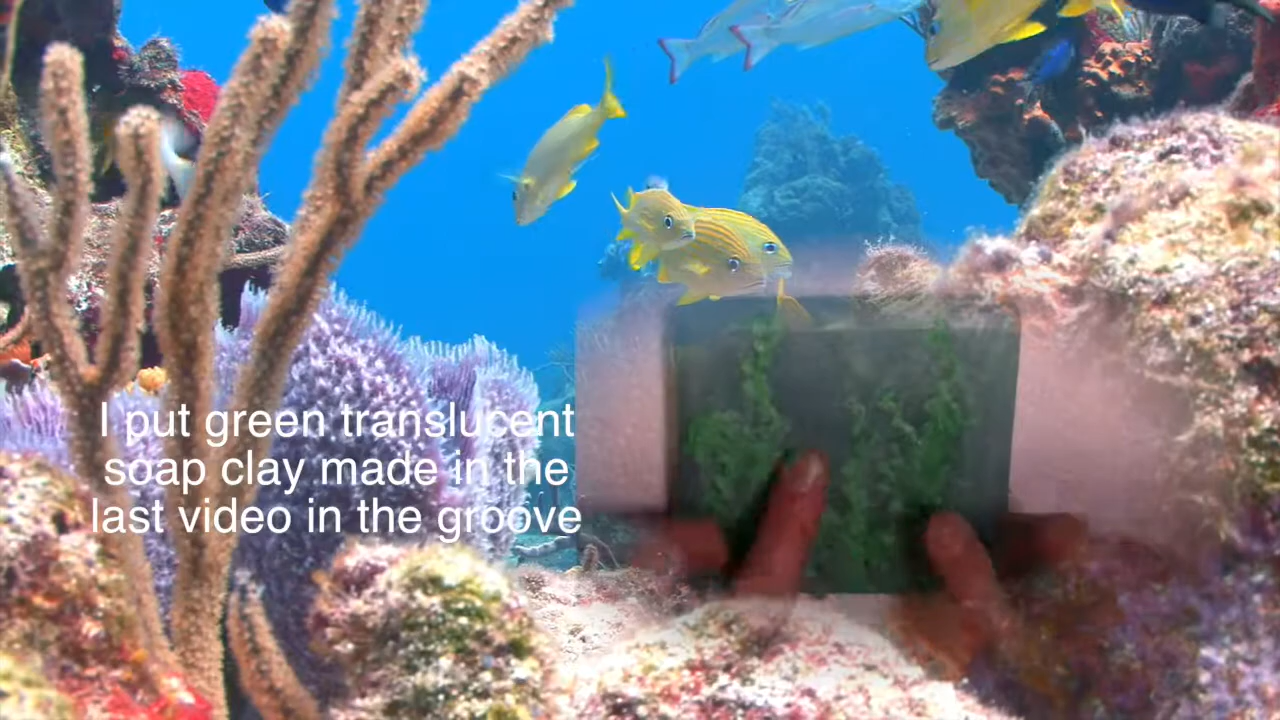 I put green translucent
soap clay made in the
last video in the groove